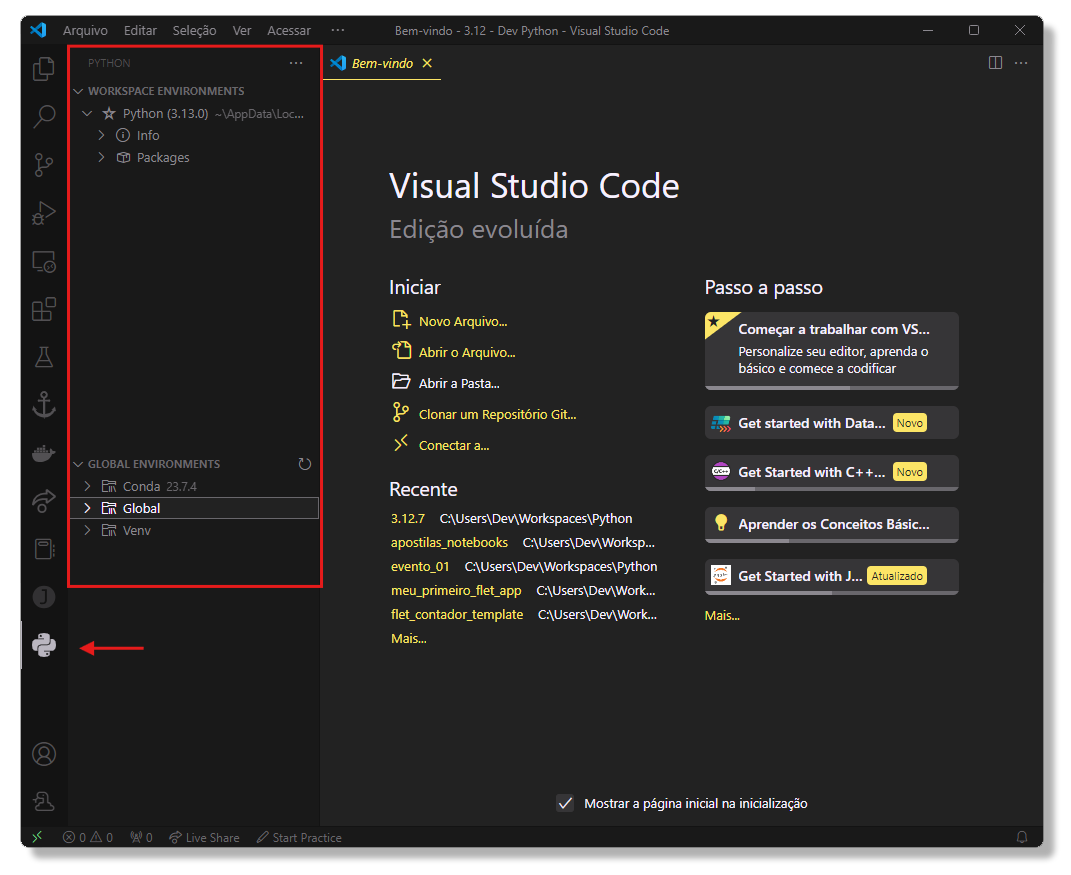 Arquivo Editar Seleção Ver Acessar ··· Bem-vindo - 3.12 - Dev Python - Visual Studio Code
PYTHON ···
WORKSPACE ENVIRONMENTS
Python (3.13.0) ~\AppData\Loc...
Info
Packages
GLOBAL ENVIRONMENTS
Conda 23.7.4
Global
Venv
Bem-vindo
Visual Studio Code
Edição evoluída
Iniciar
Novo Arquivo...
Abrir o Arquivo...
Abrir a Pasta...
Clonar um Repositório Git...
Conectar a...
Recente
3.12.7 C:\Users\Dev\Workspaces\Python
apostilas_notebooks C:\Users\Dev\Worksp...
evento_01 C:\Users\Dev\Workspaces\Python
meu_primeiro_flet_app C:\Users\Dev\Work...
flet_contador_template C:\Users\Dev\Work...
Mais...
Passo a passo
Começar a trabalhar com VS...
Personalize seu editor, aprenda o
básico e comece a codificar
Get started with Data... Novo
C/C++ Get Started with C++... Novo
Aprender os Conceitos Básic...
Get Started with J... Atualizado
Mais...
Mostrar a página inicial na inicialização
J
0 0 0 Live Share Start Practice